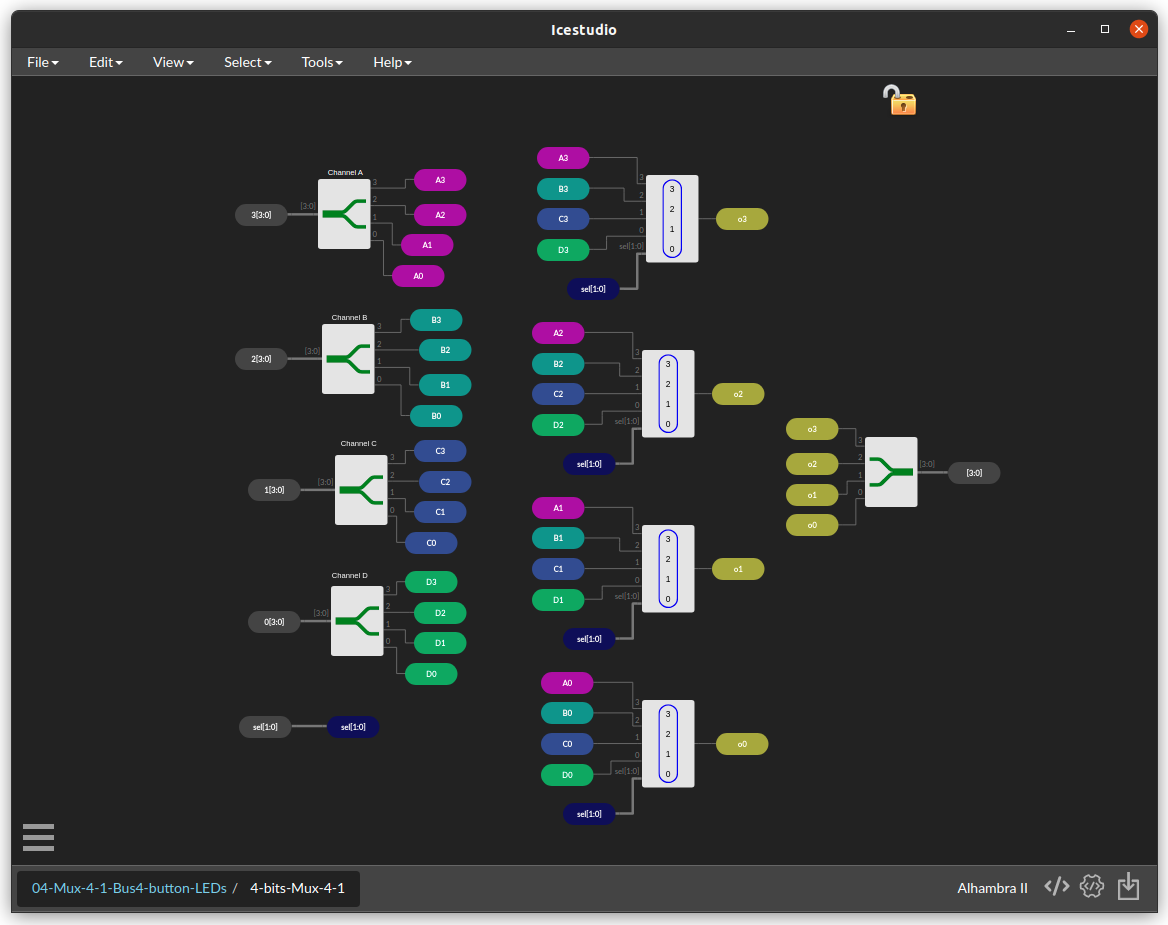 Icestudio
File Edit View Select Tools Help
Channel A
3[3:0] [3:0] 3 2 1 0
A3
A2
A1
A0
Channel B
2[3:0] [3:0] 3 2 1 0
B3
B2
B1
B0
Channel C
1[3:0] [3:0] 3 2 1 0
C3
C2
C1
C0
Channel D
0[3:0] [3:0] 3 2 1 0
D3
D2
D1
D0
sel[1:0] sel[1:0]
A3
B3
C3
D3
sel[1:0]
3 2 1 0 sel[1:0]
3
2
1
0
o3
A2
B2
C2
D2
sel[1:0]
3 2 1 0 sel[1:0]
3
2
1
0
o2
A1
B1
C1
D1
sel[1:0]
3 2 1 0 sel[1:0]
3
2
1
0
o1
A0
B0
C0
D0
sel[1:0]
3 2 1 0 sel[1:0]
3
2
1
0
o0
o3
o2
o1
o0
3 2 1 0
[3:0] [3:0]
04-Mux-4-1-Bus4-button-LEDs / 4-bits-Mux-4-1
Alhambra II